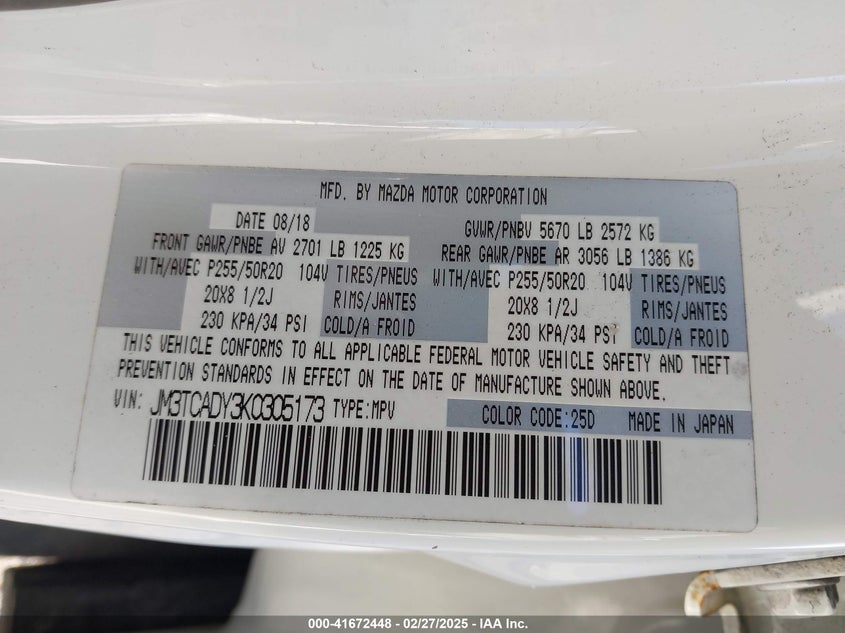 MFD. BY MAZDA MOTOR CORPORATION
DATE 08/18 GVWR/PNBV 5670 LB 2572 KG
FRONT GAWR/PNBE AV 2701 LB 1225 KG REAR GAWR/PNBE AR 3056 LB 1386 KG
WITH/AVEC P255/50R20 104V TIRES/PNEUS WITH/AVEC P255/50R20 104V TIRES/PNEUS
20X8 1/2J RIMS/JANTES 20X8 1/2J RIMS/JANTES
230 KPA/34 PSI COLD/A FROID 230 KPA/34 PSI COLD/A FROID
THIS VEHICLE CONFORMS TO ALL APPLICABLE FEDERAL MOTOR VEHICLE SAFETY AND THEFT
PREVENTION STANDARDS IN EFFECT ON THE DATE OF MANUFACTURE SHOWN ABOVE.
VIN: JM3TCADY3K0305173 TYPE:MPV COLOR CODE:25D MADE IN JAPAN
000-41672448 - 02/27/2025 - IAA Inc.